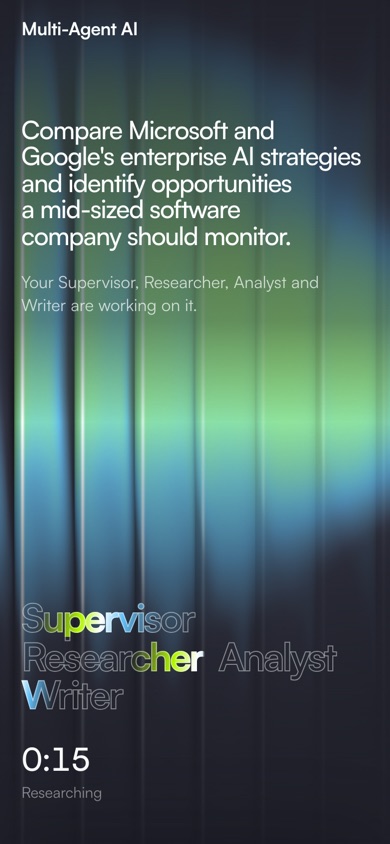 Multi-Agent AI
Compare Microsoft and
Google's enterprise AI strategies
and identify opportunities
a mid-sized software
company should monitor.
Your Supervisor, Researcher, Analyst and
Writer are working on it.
Supervisor
Researcher Analyst
Writer
0:15
Researching